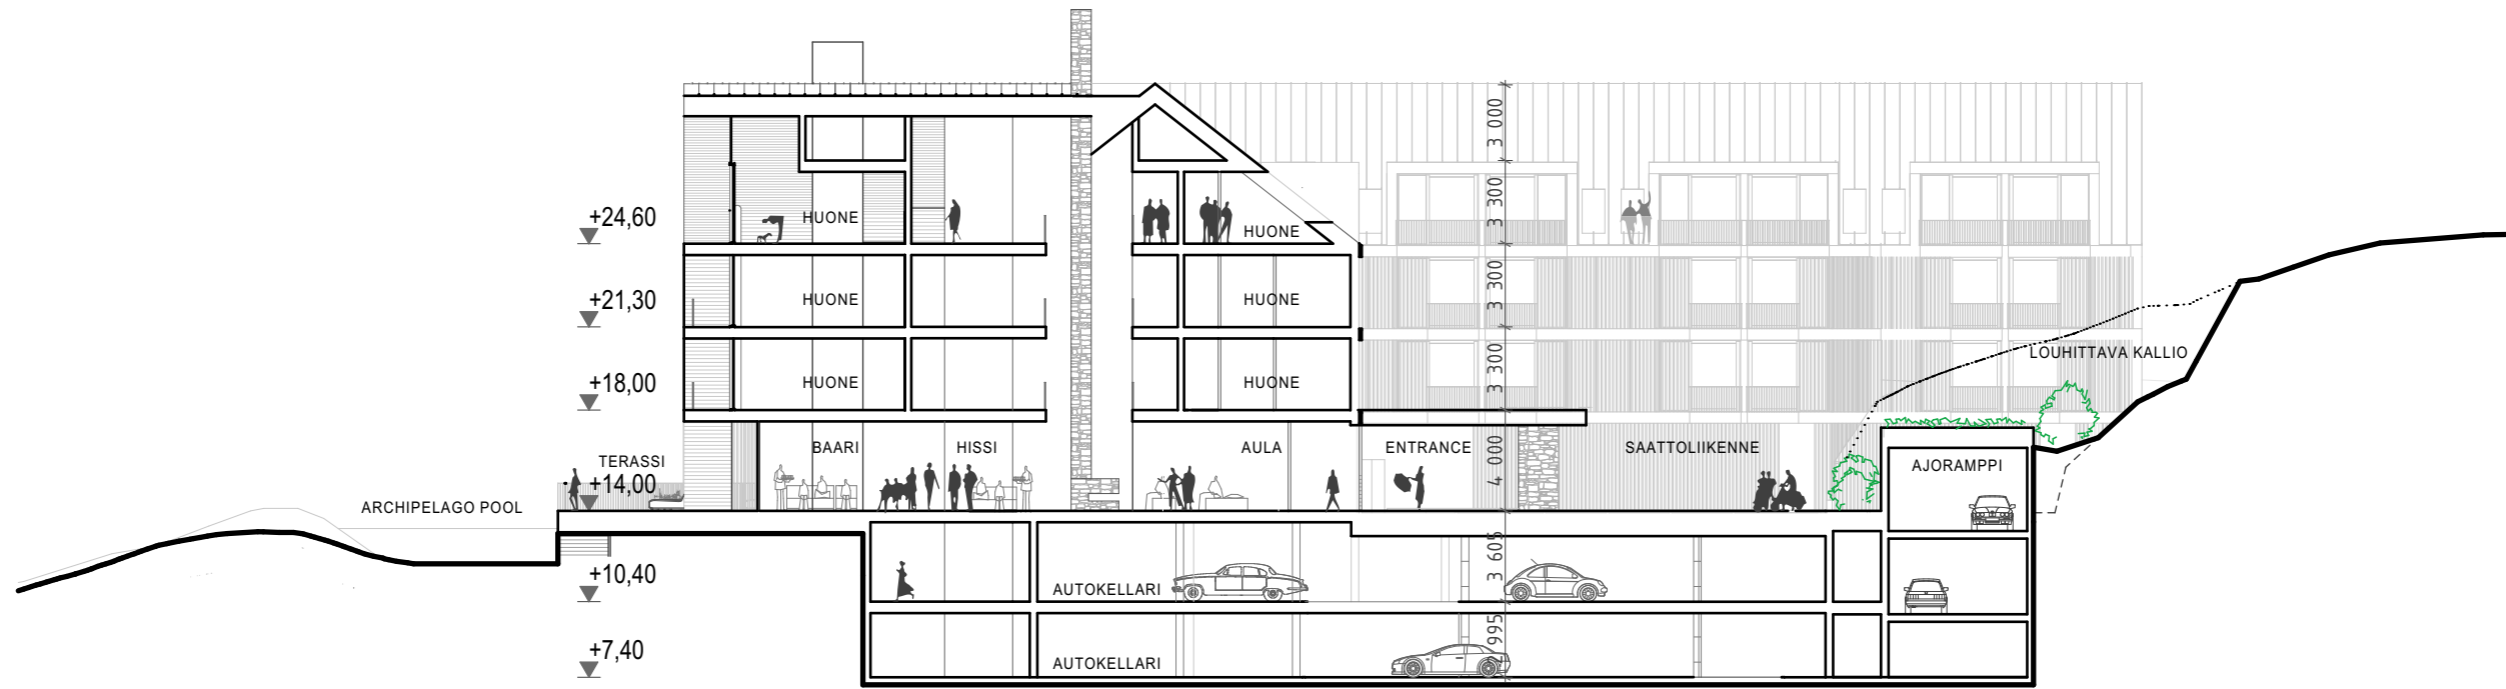 3 000
+24,60
HUONE
HUONE
3 300
+21,30
HUONE
HUONE
3 300
LOUHITTAVA KALLIO
+18,00
HUONE
HUONE
3 300
TERASSI
BAARI
HISSI
AULA
ENTRANCE
SAATTOLIIKENNE
AJORAMPPI
+14,00
4 000
ARCHIPELAGO POOL
+10,40
AUTOKELLARI
3 605
+7,40
AUTOKELLARI
995